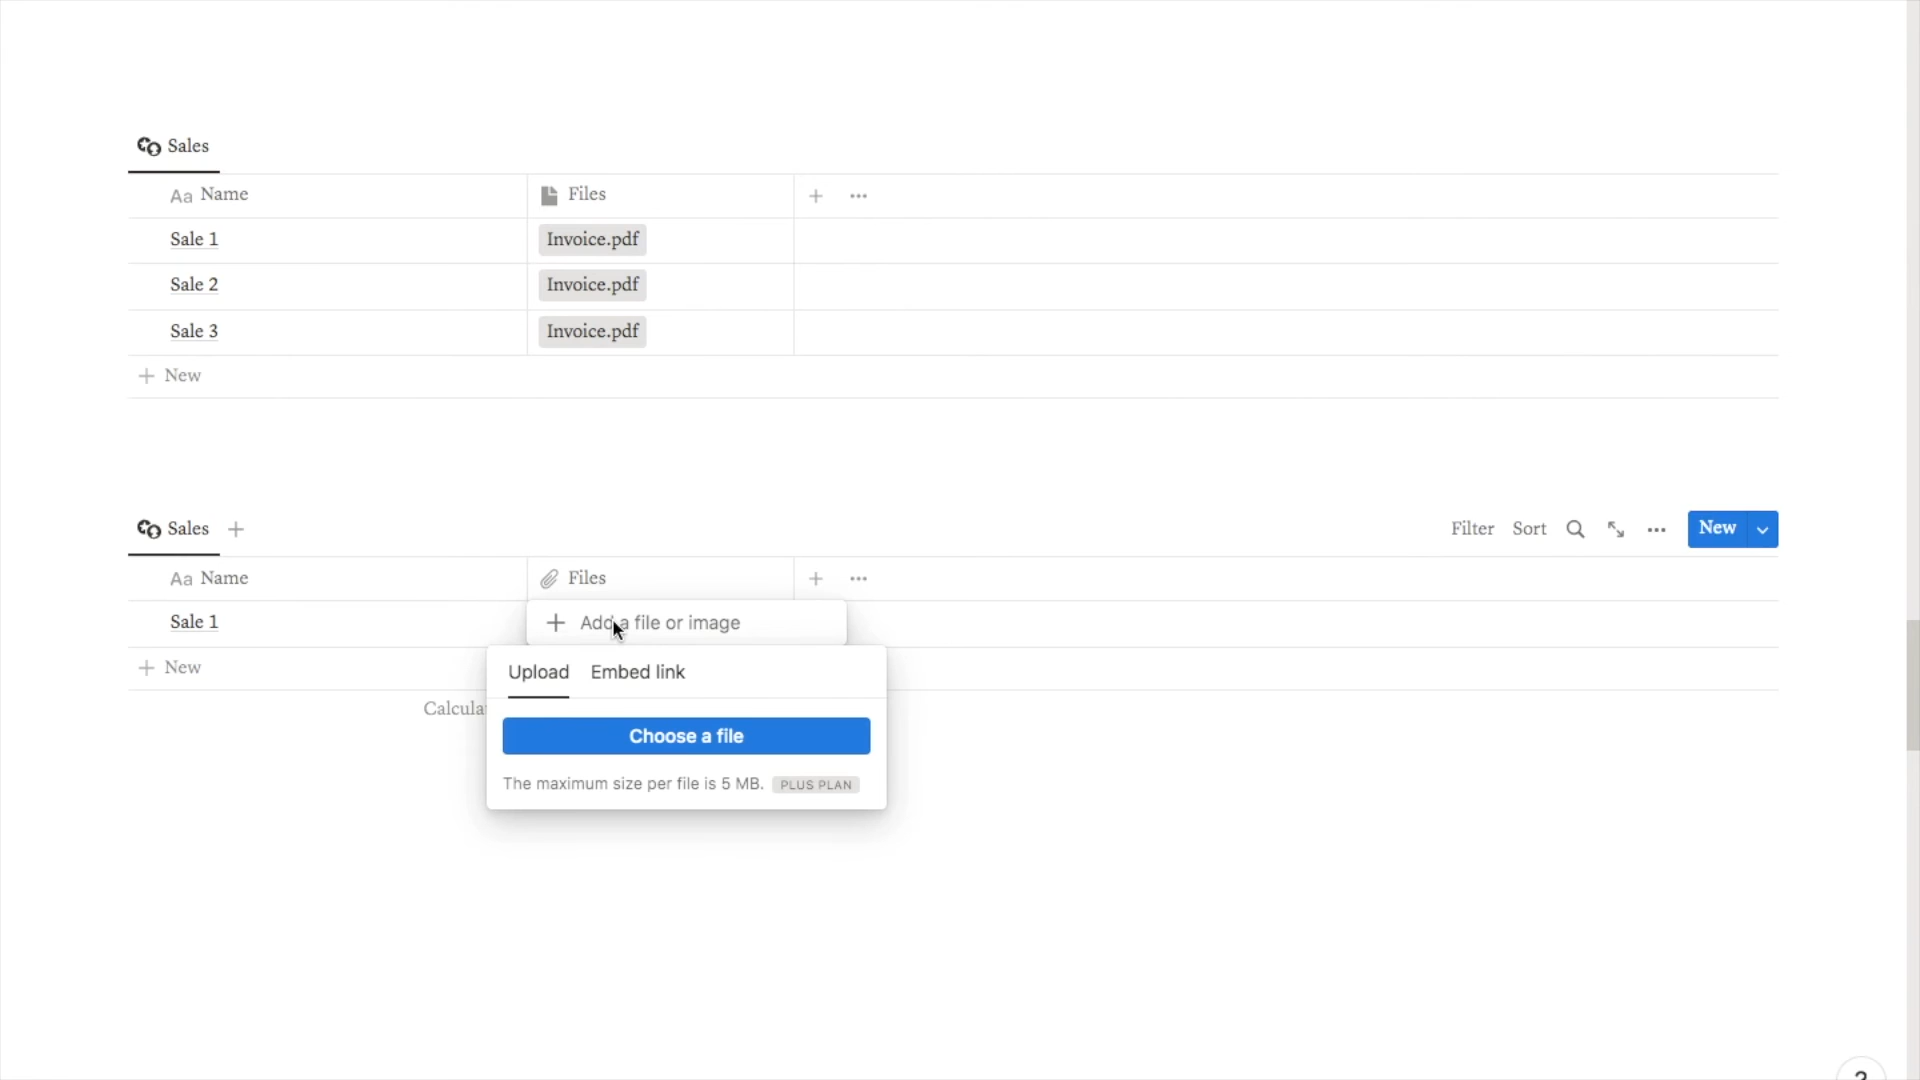 Sales
Aa Name Files
Sale 1 Invoice.pdf
Sale 2 Invoice.pdf
Sale 3 Invoice.pdf
New
Sales
Filter Sort New
Aa Name Files
Sale 1 Add a file or image
New
Upload Embed link
Calcula
Choose a file
The maximum size per file is 5 MB. PLUS PLAN
?